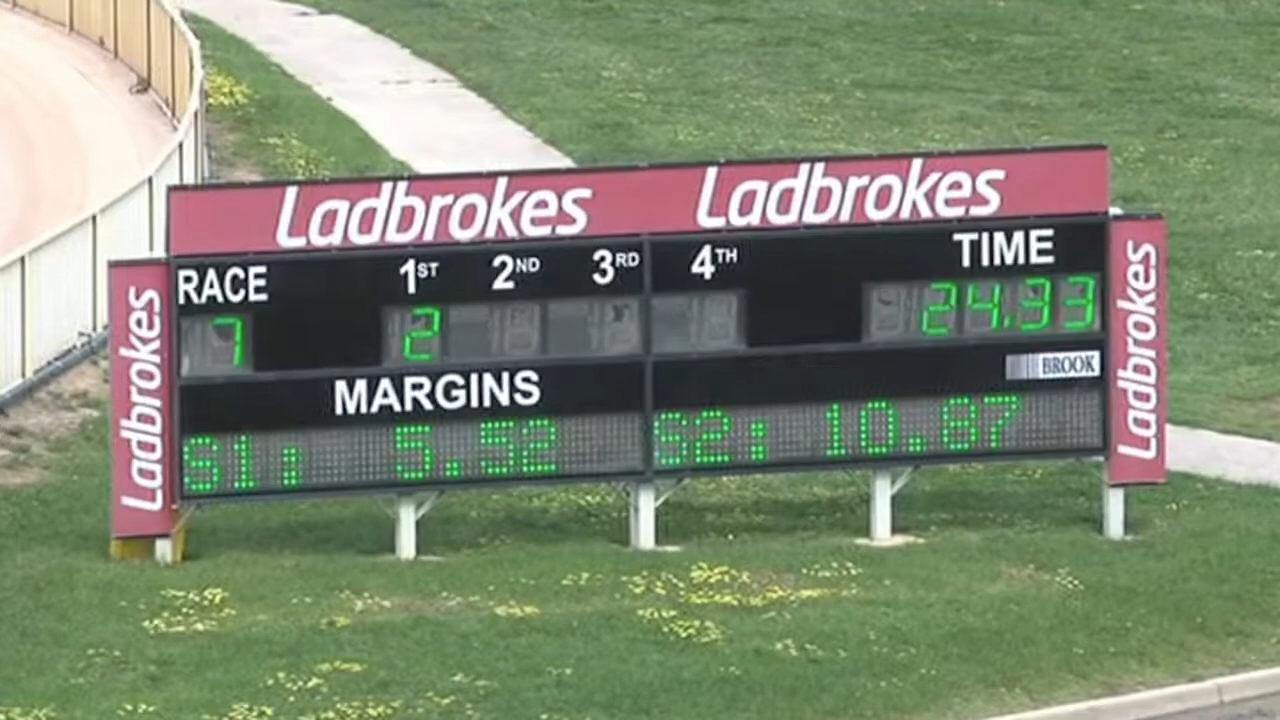 Ladbrokes Ladbrokes
RACE 1ST 2ND 3RD 4TH TIME
7 2 24.93
MARGINS BROOK
S1: 5.52 S2: 10.87
Ladbrokes
Ladbrokes